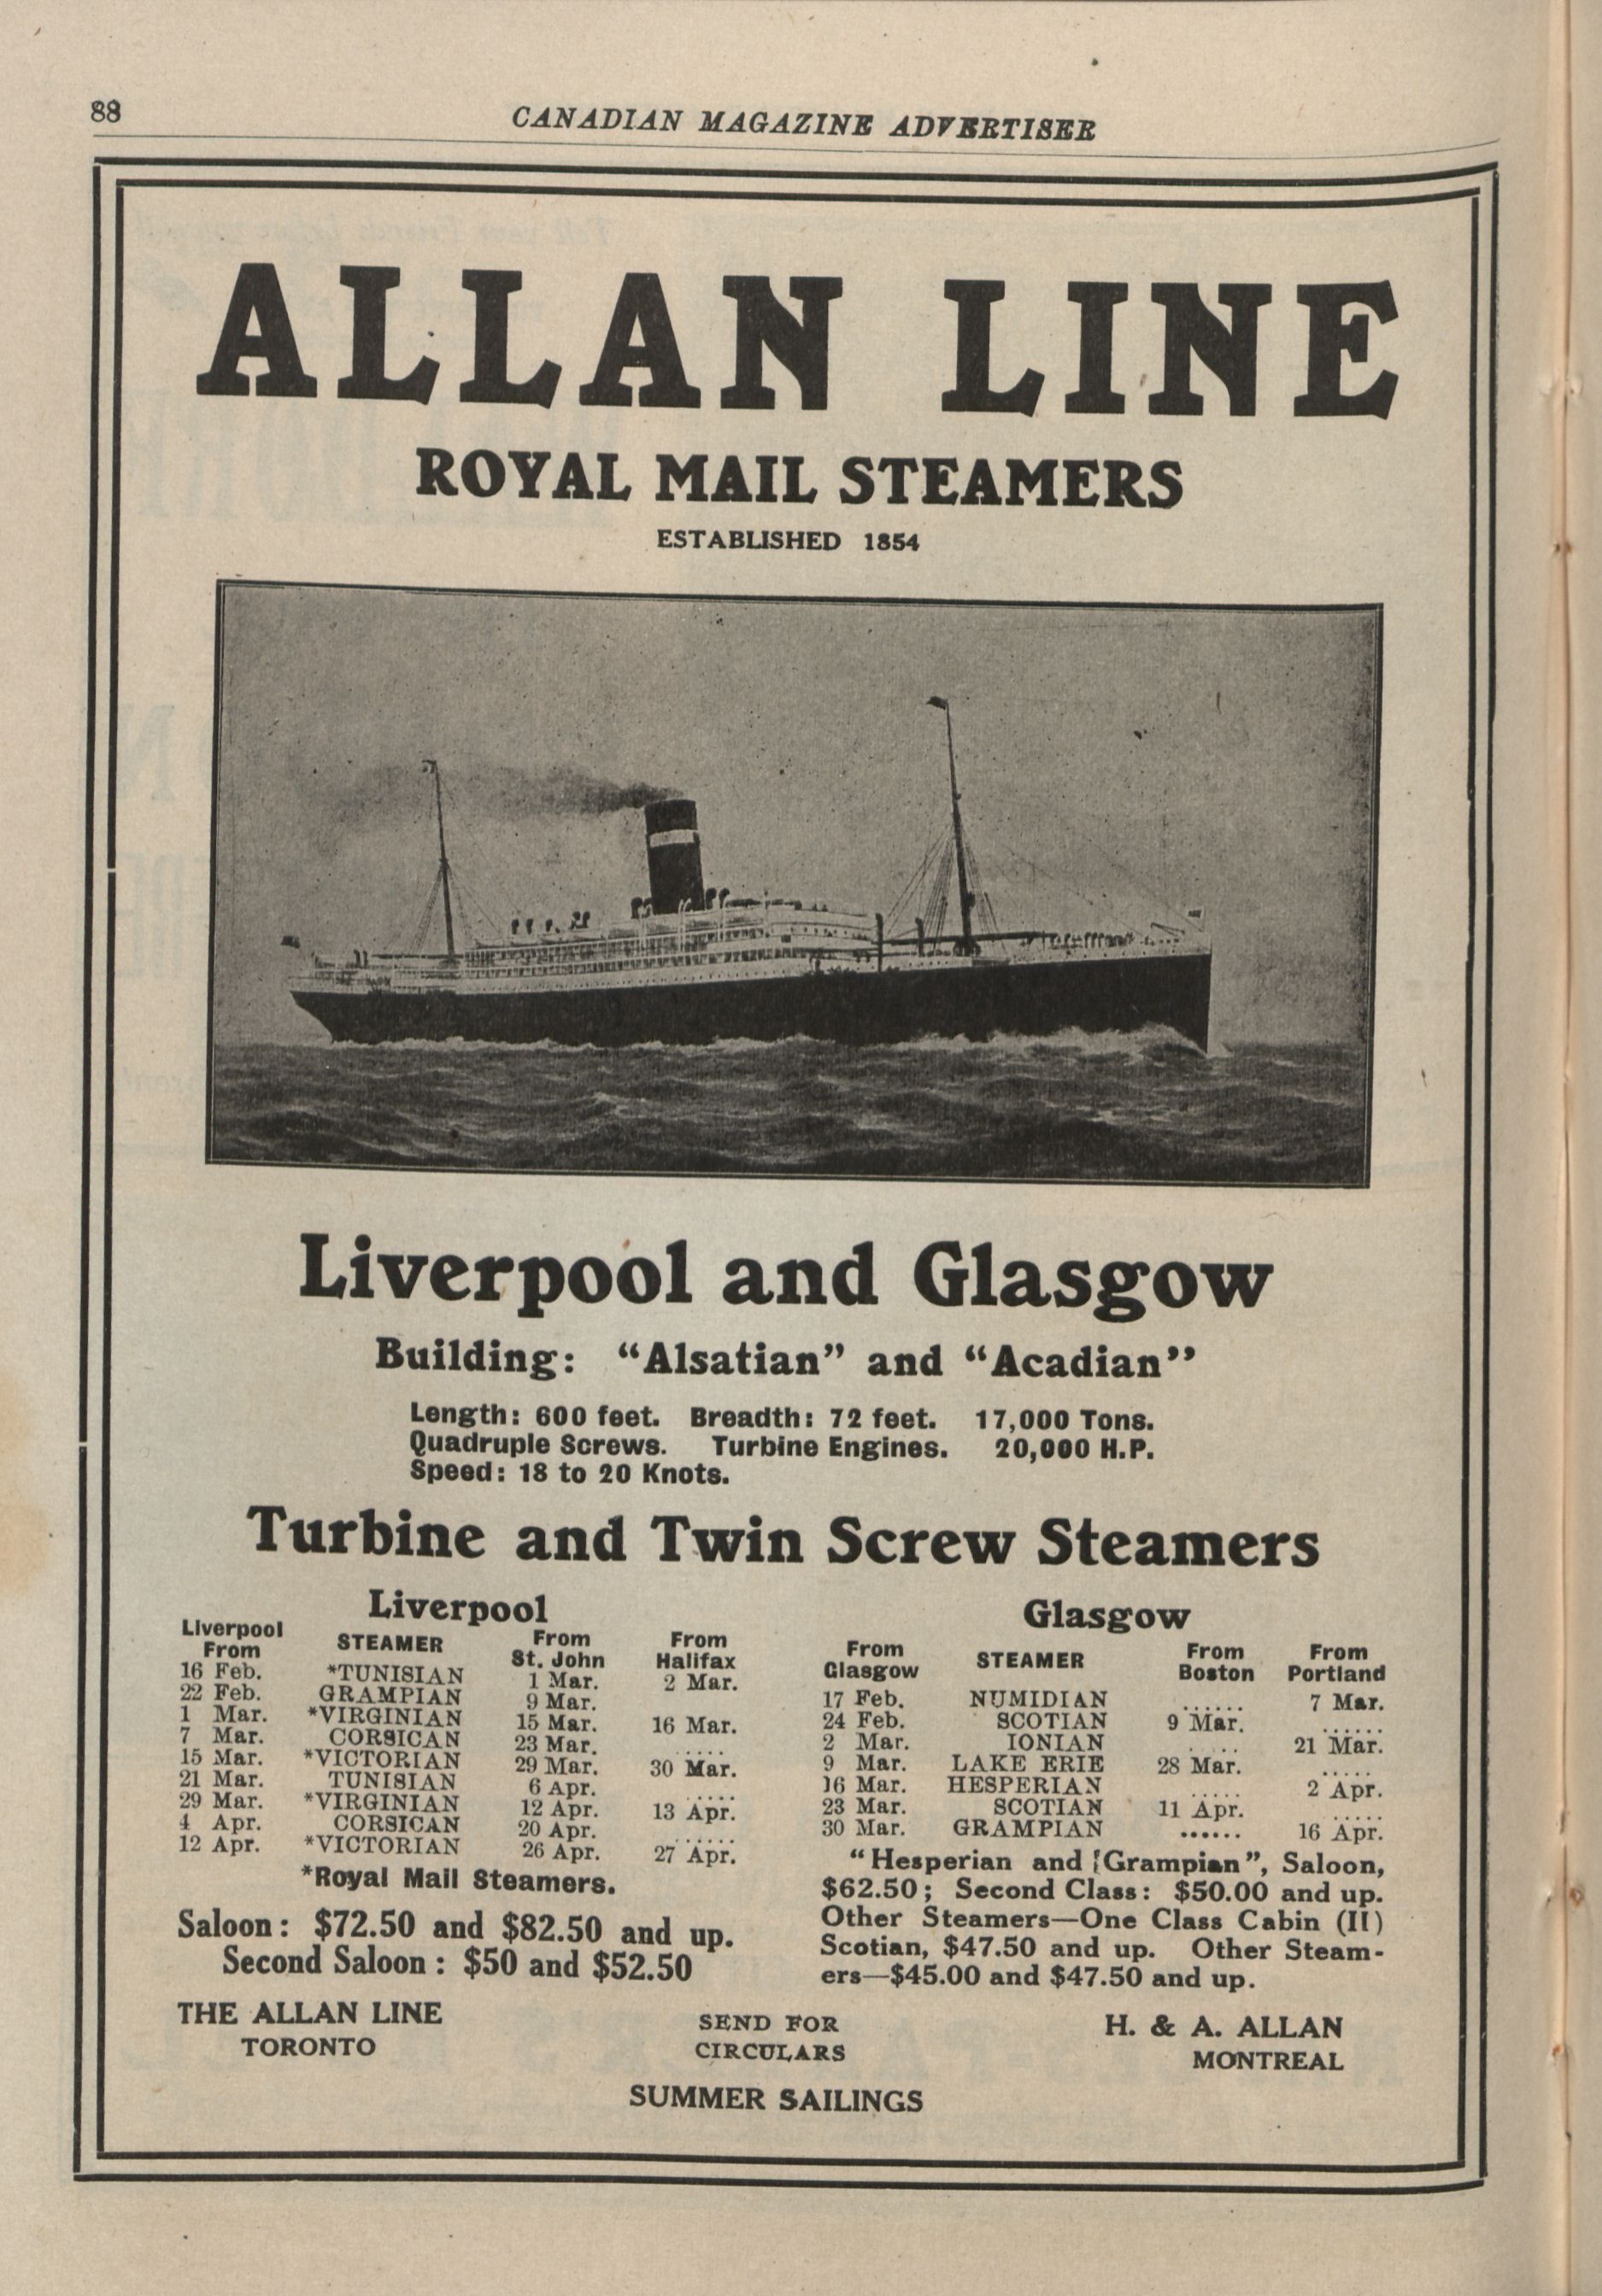 88
CANADIAN MAGAZINE ADVERTISER
ALLAN LINE
ROYAL MAIL STEAMERS
ESTABLISHED 1854
Liverpool and Glasgow
Building: "Alsatian" and "Acadian"
Length: 600 feet. Breadth: 72 feet. 17,000 Tons.
Quadruple Screws. Turbine Engines. 20,000 H.P.
Speed: 18 to 20 Knots.
Turbine and Twin Screw Steamers
Liverpool
Liverpool From STEAMER From St. John From Halifax
16 Feb. *TUNISIAN 1 Mar. 2 Mar.
22 Feb. GRAMPIAN 9 Mar.
1 Mar. *VIRGINIAN 15 Mar. 16 Mar.
7 Mar. CORSICAN 23 Mar. ....
15 Mar. *VICTORIAN 29 Mar. 30 Mar.
21 Mar. TUNISIAN 6 Apr. ....
29 Mar. *VIRGINIAN 12 Apr. 13 Apr.
4 Apr. CORSICAN 20 Apr. ......
12 Apr. *VICTORIAN 26 Apr. 27 Apr.
*Royal Mail Steamers.
Saloon: $72.50 and $82.50 and up.
Second Saloon: $50 and $52.50
Glasgow
From Glasgow STEAMER From Boston From Portland
17 Feb. NUMIDIAN ...... 7 Mar.
24 Feb. SCOTIAN 9 Mar. ......
2 Mar. IONIAN ..... 21 Mar.
9 Mar. LAKE ERIE 28 Mar. .....
16 Mar. HESPERIAN ..... 2 Apr.
23 Mar. SCOTIAN 11 Apr. .....
30 Mar. GRAMPIAN ...... 16 Apr.
"Hesperian and 'Grampian", Saloon,
$62.50; Second Class: $50.00 and up.
Other Steamers—One Class Cabin (II)
Scotian, $47.50 and up. Other Steam-
ers—$45.00 and $47.50 and up.
THE ALLAN LINE
TORONTO
SEND FOR
CIRCULARS
H. & A. ALLAN
MONTREAL
SUMMER SAILINGS